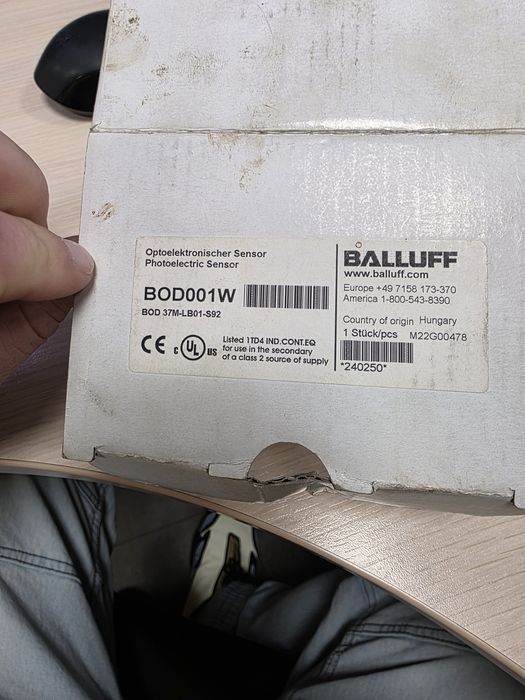 Optoelektronischer Sensor
Photoelectric Sensor
BOD001W
BOD 37M-LB01-S92
CE c UL US
Listed 1TD4 IND.CONT.EQ
for use in the secondary
of a class 2 source of supply
BALLUFF
www.balluff.com
Europe +49 7158 173-370
America 1-800-543-8390
Country of origin Hungary
1 Stück/pcs M22G00478
*240250*